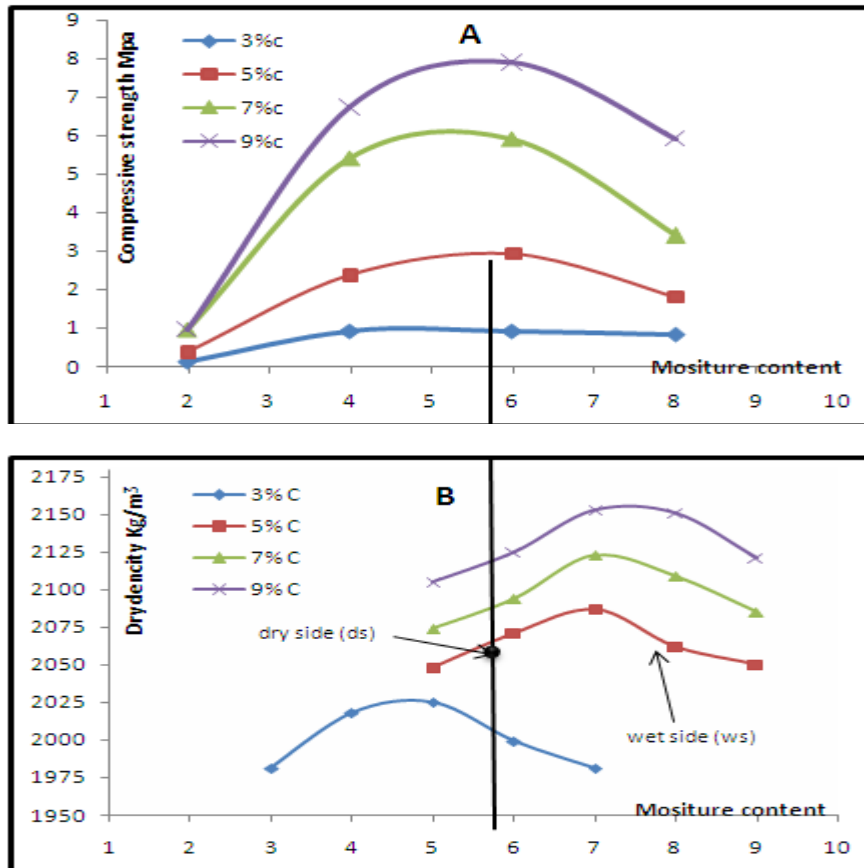 A
Compressive strength Mpa
3%c
5%c
7%c
9%c
9
8
7
6
5
4
3
2
1
0
Mositure content
1 2 3 4 5 6 7 8 9 10
B
Drydencity Kg/m³
3% C
5% C
7% C
9% C
2175
2150
2125
2100
2075
2050
2025
2000
1975
1950
dry side (ds)
wet side (ws)
Mositure content
1 2 3 4 5 6 7 8 9 10